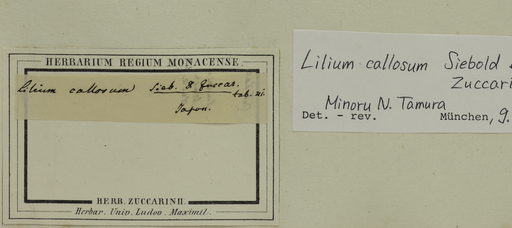 HERBARIUM REGIUM MONACENSE.
Lilium callosum Sieb. & Zuccar.
tab.
Japon.
HERB. ZUCCARINII.
Herbar. Univ. Ludov. Maximil.
Lilium callosum Siebold
Zuccari
Minoru N. Tamura
Det. - rev. München, 9.